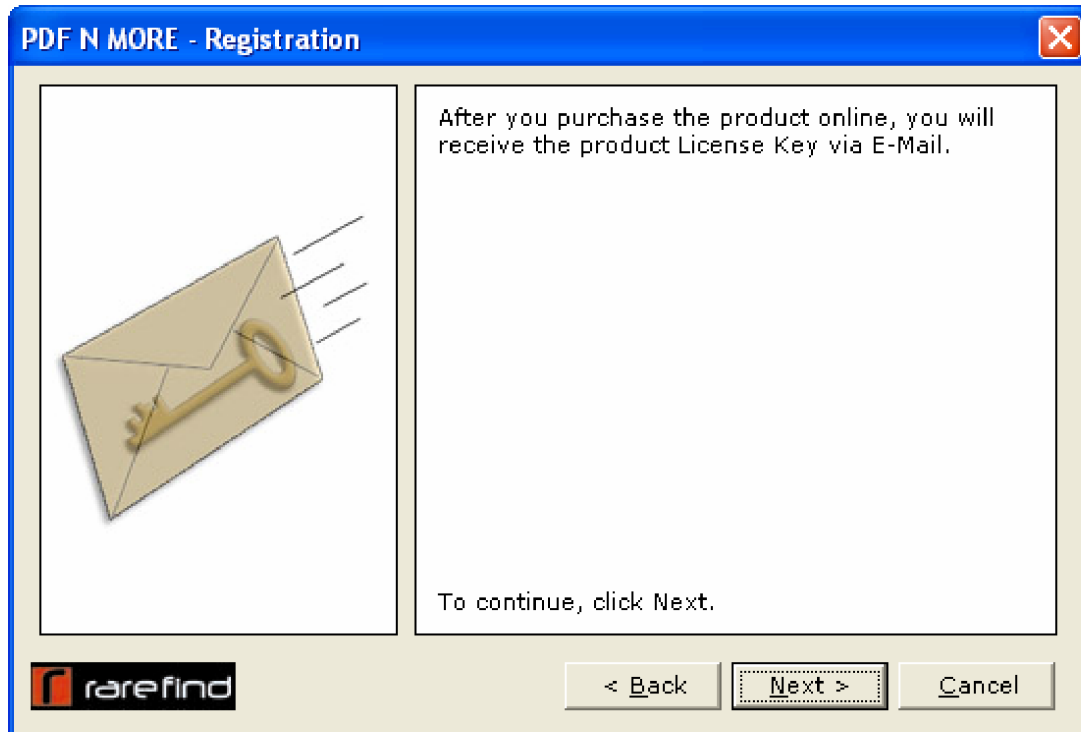 PDF N MORE - Registration
After you purchase the product online, you will
receive the product License Key via E-Mail.
To continue, click Next.
rarefind
< Back
Next >
Cancel